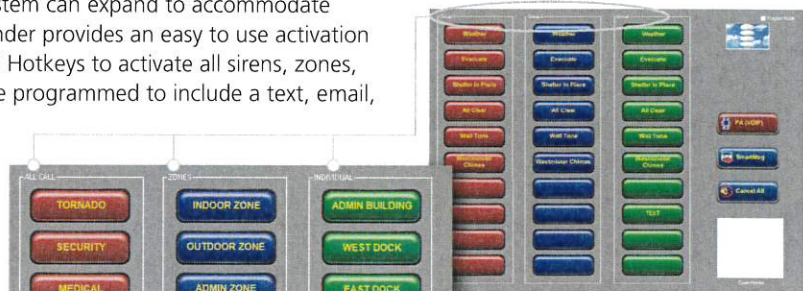 stem can expand to accommodate
nder provides an easy to use activation
Hotkeys to activate all sirens, zones,
e programmed to include a text, email,
Weather Weather Weather
Evacuate Evacuate Evacuate
Shelter In Place Shelter In Place Shelter In Place
All Clear All Clear All Clear
Wail Tone Wail Tone Wail Tone
Westminster Chimes Westminster Chimes Westminster Chimes
TEXT
PA (VOIP)
Cancel All
ALL CALL ZONES INDIVIDUAL
TORNADO INDOOR ZONE ADMIN BUILDING
SECURITY OUTDOOR ZONE WEST DOCK
MEDICAL ADMIN ZONE EAST DOCK